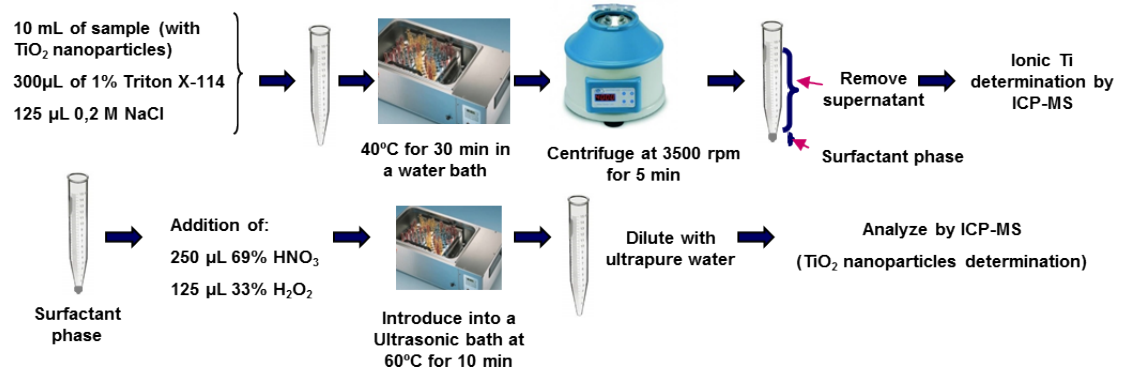 10 mL of sample (with
TiO₂ nanoparticles)
300µL of 1% Triton X-114
125 µL 0,2 M NaCl
40ºC for 30 min in
a water bath
Centrifuge at 3500 rpm
for 5 min
Remove
supernatant
Surfactant phase
Ionic Ti
determination by
ICP-MS
Surfactant
phase
Addition of:
250 µL 69% HNO₃
125 µL 33% H₂O₂
Introduce into a
Ultrasonic bath at
60ºC for 10 min
Dilute with
ultrapure water
Analyze by ICP-MS
(TiO₂ nanoparticles determination)